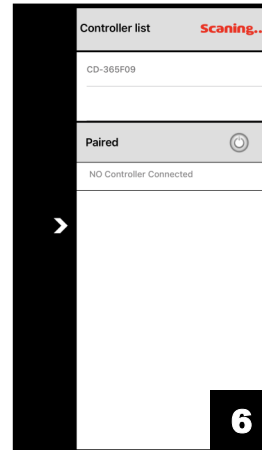 Controller list Scaning..
CD-365F09
Paired
NO Controller Connected
6